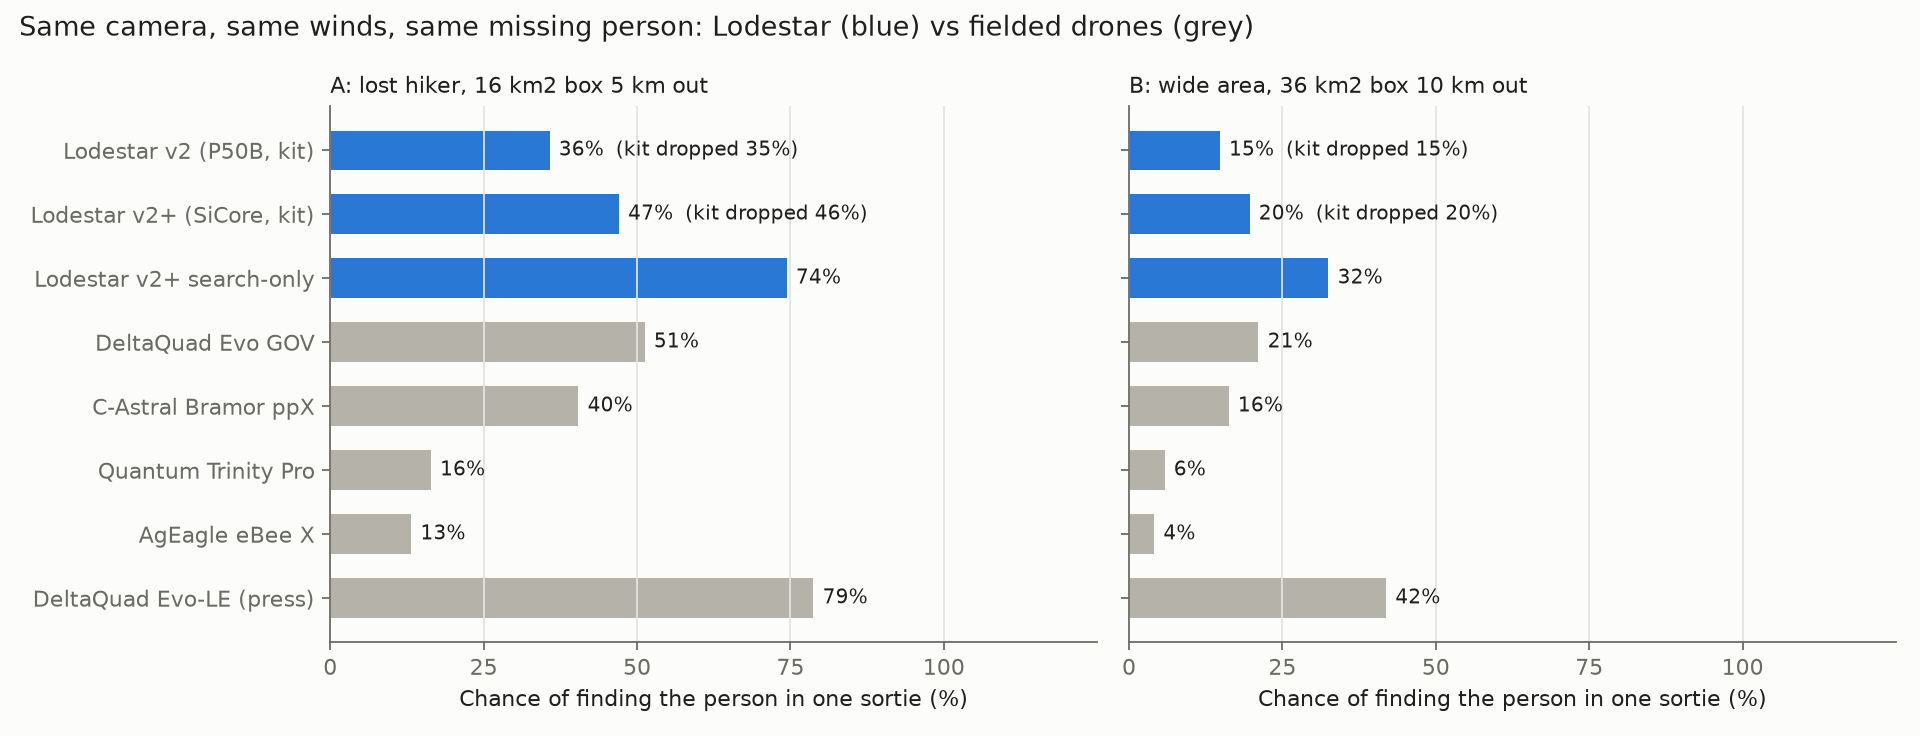 Same camera, same winds, same missing person: Lodestar (blue) vs fielded drones (grey)
A: lost hiker, 16 km2 box 5 km out
Lodestar v2 (P50B, kit)
36% (kit dropped 35%)
Lodestar v2+ (SiCore, kit)
47% (kit dropped 46%)
Lodestar v2+ search-only
74%
DeltaQuad Evo GOV
51%
C-Astral Bramor ppX
40%
Quantum Trinity Pro
16%
AgEagle eBee X
13%
DeltaQuad Evo-LE (press)
79%
0 25 50 75 100
Chance of finding the person in one sortie (%)
B: wide area, 36 km2 box 10 km out
15% (kit dropped 15%)
20% (kit dropped 20%)
32%
21%
16%
6%
4%
42%
0 25 50 75 100
Chance of finding the person in one sortie (%)